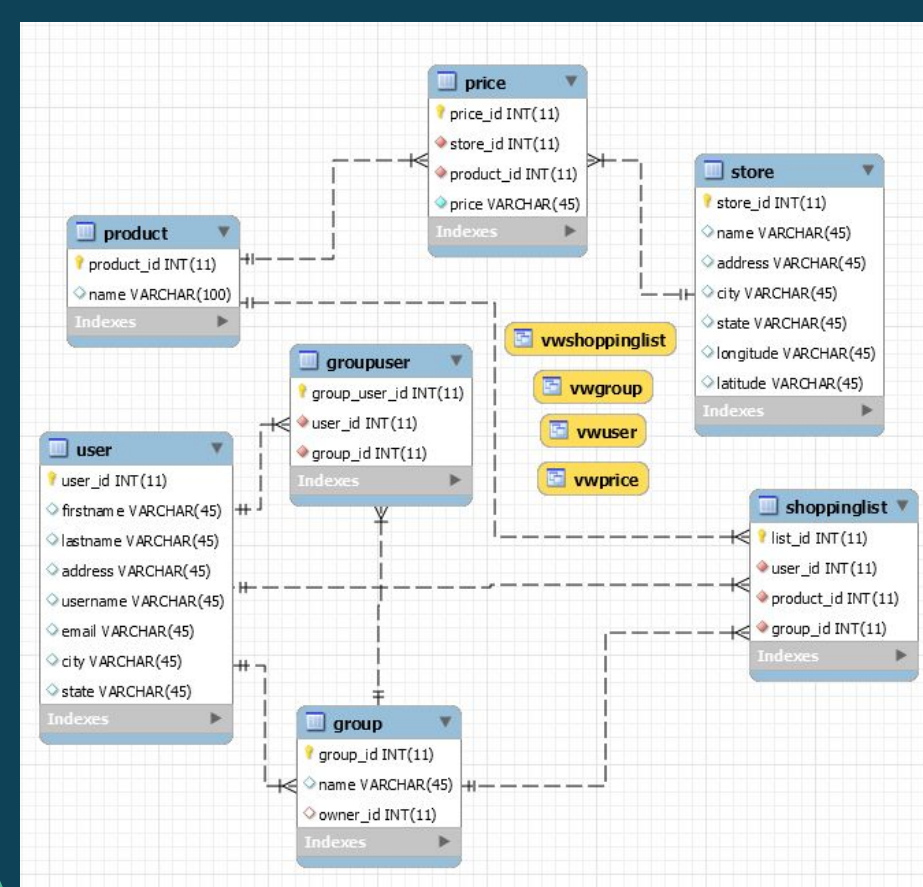 price
price_id INT(11)
store_id INT(11)
product_id INT(11)
price VARCHAR(45)
Indexes
store
store_id INT(11)
name VARCHAR(45)
address VARCHAR(45)
city VARCHAR(45)
state VARCHAR(45)
longitude VARCHAR(45)
latitude VARCHAR(45)
Indexes
product
product_id INT(11)
name VARCHAR(100)
Indexes
vwshoppinglist
vwgroup
vwuser
vwprice
groupuser
group_user_id INT(11)
user_id INT(11)
group_id INT(11)
Indexes
user
user_id INT(11)
firstname VARCHAR(45)
lastname VARCHAR(45)
address VARCHAR(45)
username VARCHAR(45)
email VARCHAR(45)
city VARCHAR(45)
state VARCHAR(45)
Indexes
shoppinglist
list_id INT(11)
user_id INT(11)
product_id INT(11)
group_id INT(11)
Indexes
group
group_id INT(11)
name VARCHAR(45)
owner_id INT(11)
Indexes